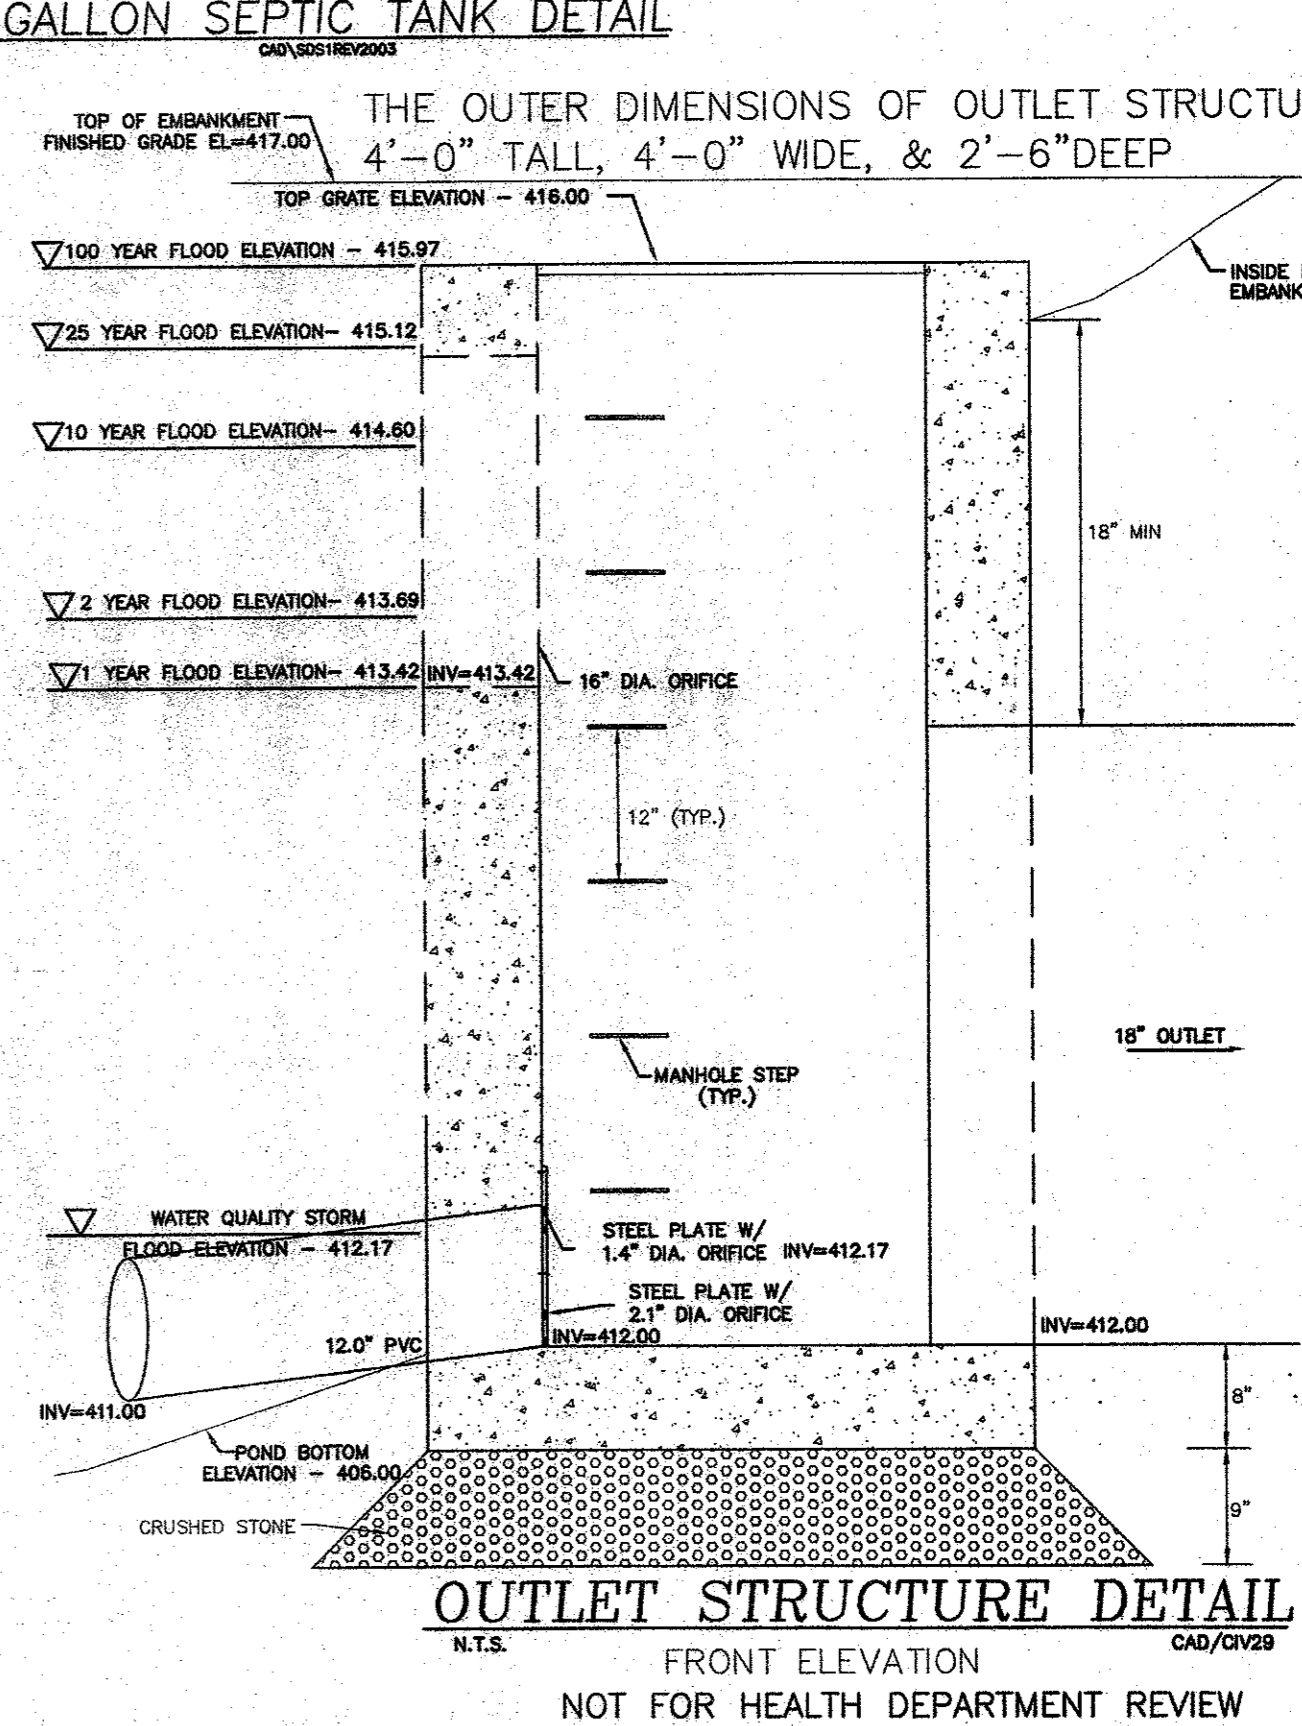 GALLON SEPTIC TANK DETAIL
CAD\SDS1REV2003
THE OUTER DIMENSIONS OF OUTLET STRUCTU
4'-0" TALL, 4'-0" WIDE, & 2'-6"DEEP
TOP OF EMBANKMENT
FINISHED GRADE EL=417.00
TOP GRATE ELEVATION - 416.00
100 YEAR FLOOD ELEVATION - 415.97
INSIDE
EMBANK
25 YEAR FLOOD ELEVATION- 415.12
10 YEAR FLOOD ELEVATION- 414.60
18" MIN
2 YEAR FLOOD ELEVATION- 413.69
1 YEAR FLOOD ELEVATION- 413.42
INV=413.42
16" DIA. ORIFICE
12" (TYP.)
18" OUTLET
MANHOLE STEP
(TYP.)
WATER QUALITY STORM
FLOOD ELEVATION - 412.17
STEEL PLATE W/
1.4" DIA. ORIFICE INV=412.17
STEEL PLATE W/
2.1" DIA. ORIFICE
INV=412.00
INV=412.00
12.0" PVC
INV=411.00
8"
POND BOTTOM
ELEVATION - 406.00
9"
CRUSHED STONE
OUTLET STRUCTURE DETAIL
N.T.S.
CAD/CIV29
FRONT ELEVATION
NOT FOR HEALTH DEPARTMENT REVIEW